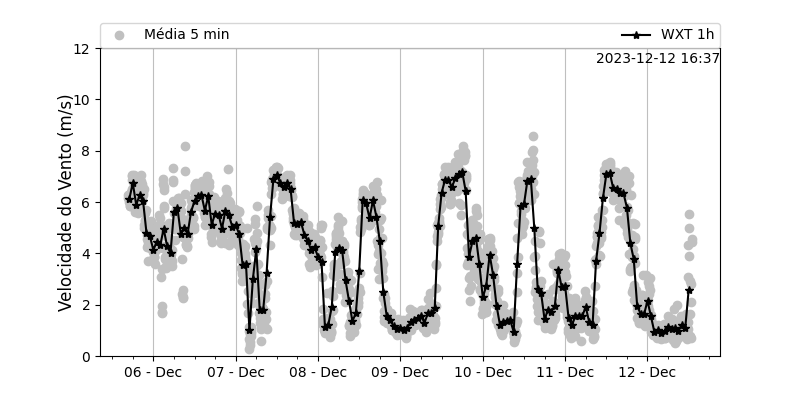 Média 5 min
WXT 1h
2023-12-12 16:37
Velocidade do Vento (m/s)
12
10
8
6
4
2
0
06 - Dec
07 - Dec
08 - Dec
09 - Dec
10 - Dec
11 - Dec
12 - Dec